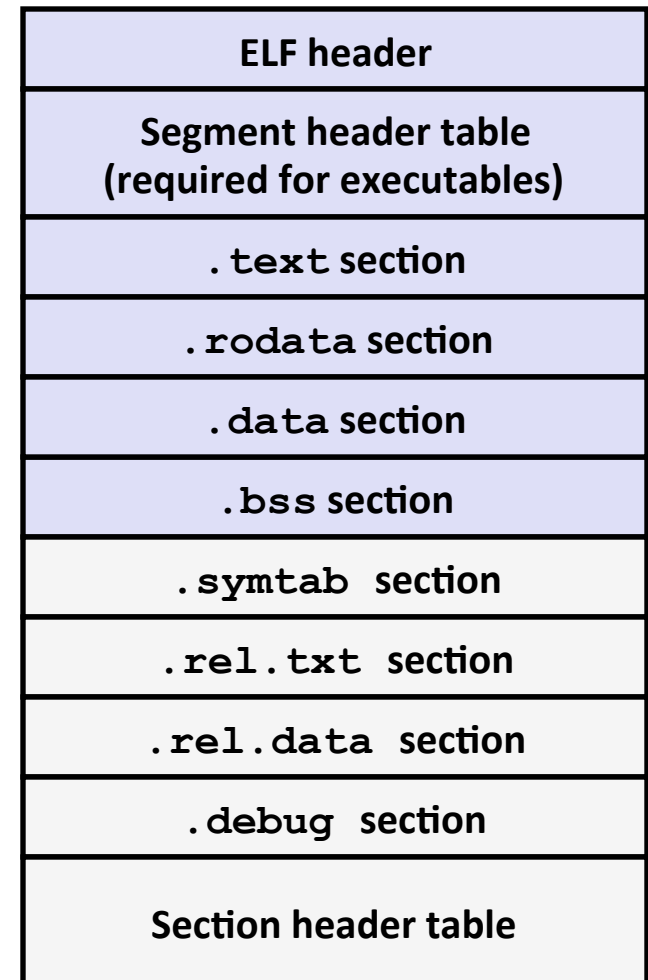 ELF header
Segment header table
(required for executables)
.text section
.rodata section
.data section
.bss section
.symtab section
.rel.txt section
.rel.data section
.debug section
Section header table